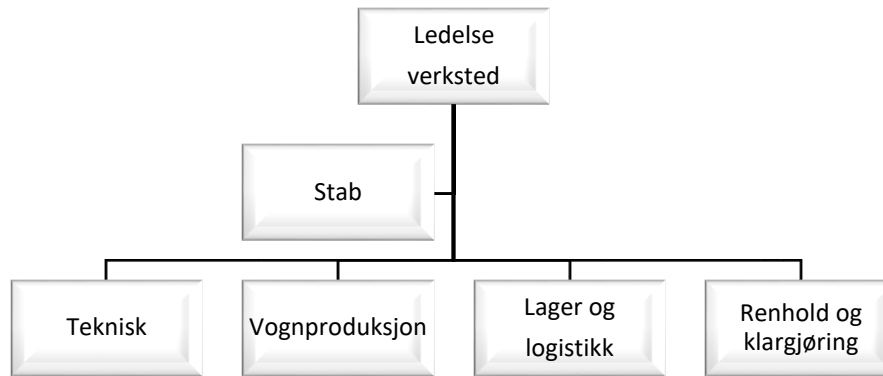 Ledelse
verksted
Stab
Teknisk
Vognproduksjon
Lager og
logistikk
Renhold og
klargjøring